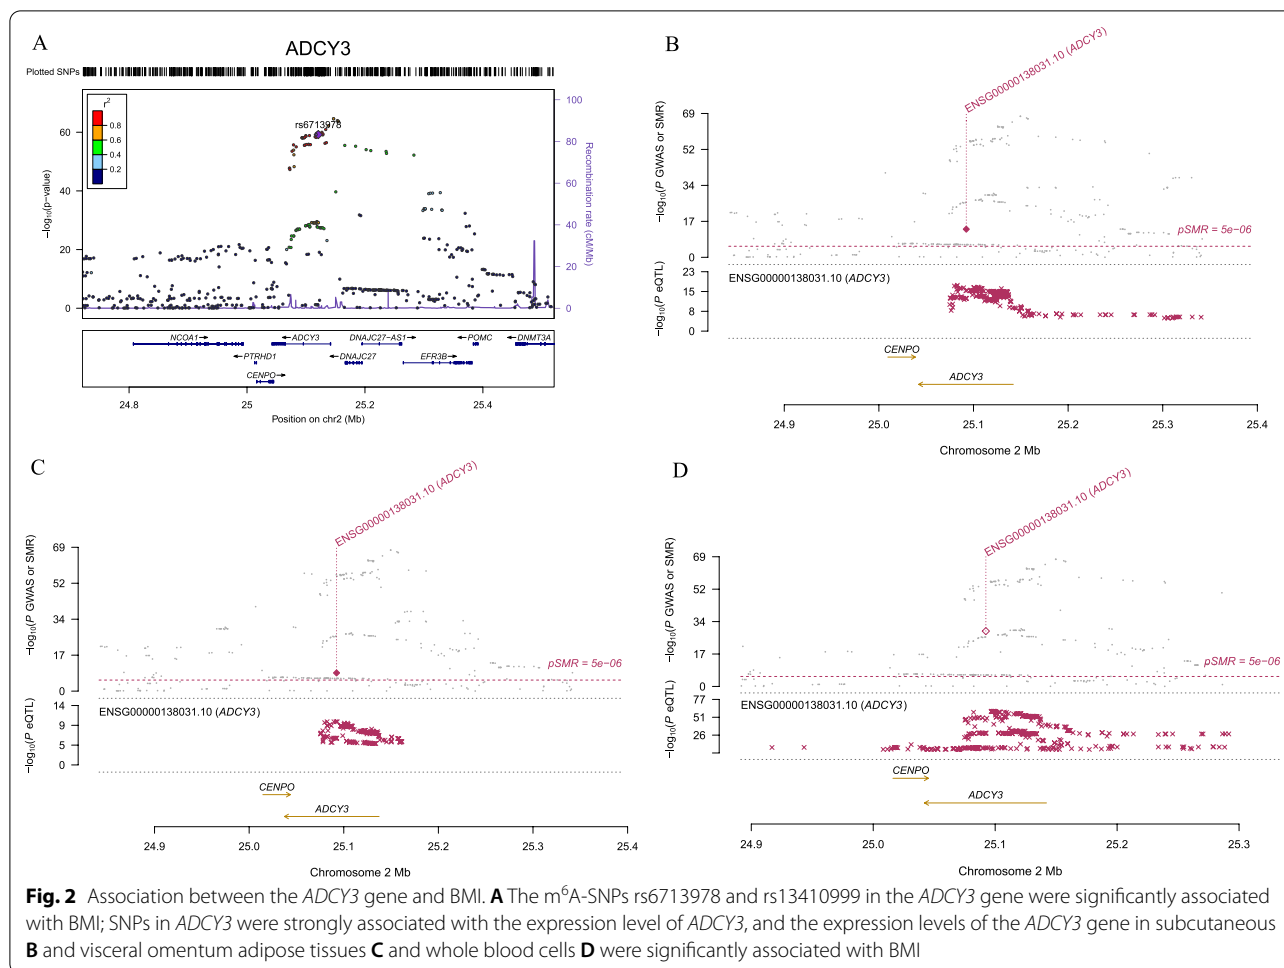 A
ADCY3
Plotted SNPs
r²
0.8
0.6
0.4
0.2
rs6713978
−log₁₀(p−value)
60
40
20
0
100
80
60
40
20
0
Recombination rate (cM/Mb)
NCOA1
ADCY3
DNAJC27−AS1
POMC
DNMT3A
PTRHD1
DNAJC27
EFR3B
CENPO
24.8 25 25.2 25.4
Position on chr2 (Mb)
B
ENSG00000138031.10 (ADCY3)
−log₁₀(P GWAS or SMR)
69
52
34
17
0
pSMR = 5e−06
−log₁₀(P eQTL)
23
15
8
0
ENSG00000138031.10 (ADCY3)
CENPO
ADCY3
24.9 25.0 25.1 25.2 25.3 25.4
Chromosome 2 Mb
C
ENSG00000138031.10 (ADCY3)
−log₁₀(P GWAS or SMR)
69
52
34
17
0
pSMR = 5e−06
−log₁₀(P eQTL)
14
9
5
0
ENSG00000138031.10 (ADCY3)
CENPO
ADCY3
24.9 25.0 25.1 25.2 25.3 25.4
Chromosome 2 Mb
D
ENSG00000138031.10 (ADCY3)
−log₁₀(P GWAS or SMR)
69
52
34
17
0
pSMR = 5e−06
−log₁₀(P eQTL)
77
51
26
0
ENSG00000138031.10 (ADCY3)
CENPO
ADCY3
24.9 25.0 25.1 25.2 25.3
Chromosome 2 Mb
Fig. 2 Association between the ADCY3 gene and BMI. A The m⁶A-SNPs rs6713978 and rs13410999 in the ADCY3 gene were significantly associated
with BMI; SNPs in ADCY3 were strongly associated with the expression level of ADCY3, and the expression levels of the ADCY3 gene in subcutaneous
B and visceral omentum adipose tissues C and whole blood cells D were significantly associated with BMI